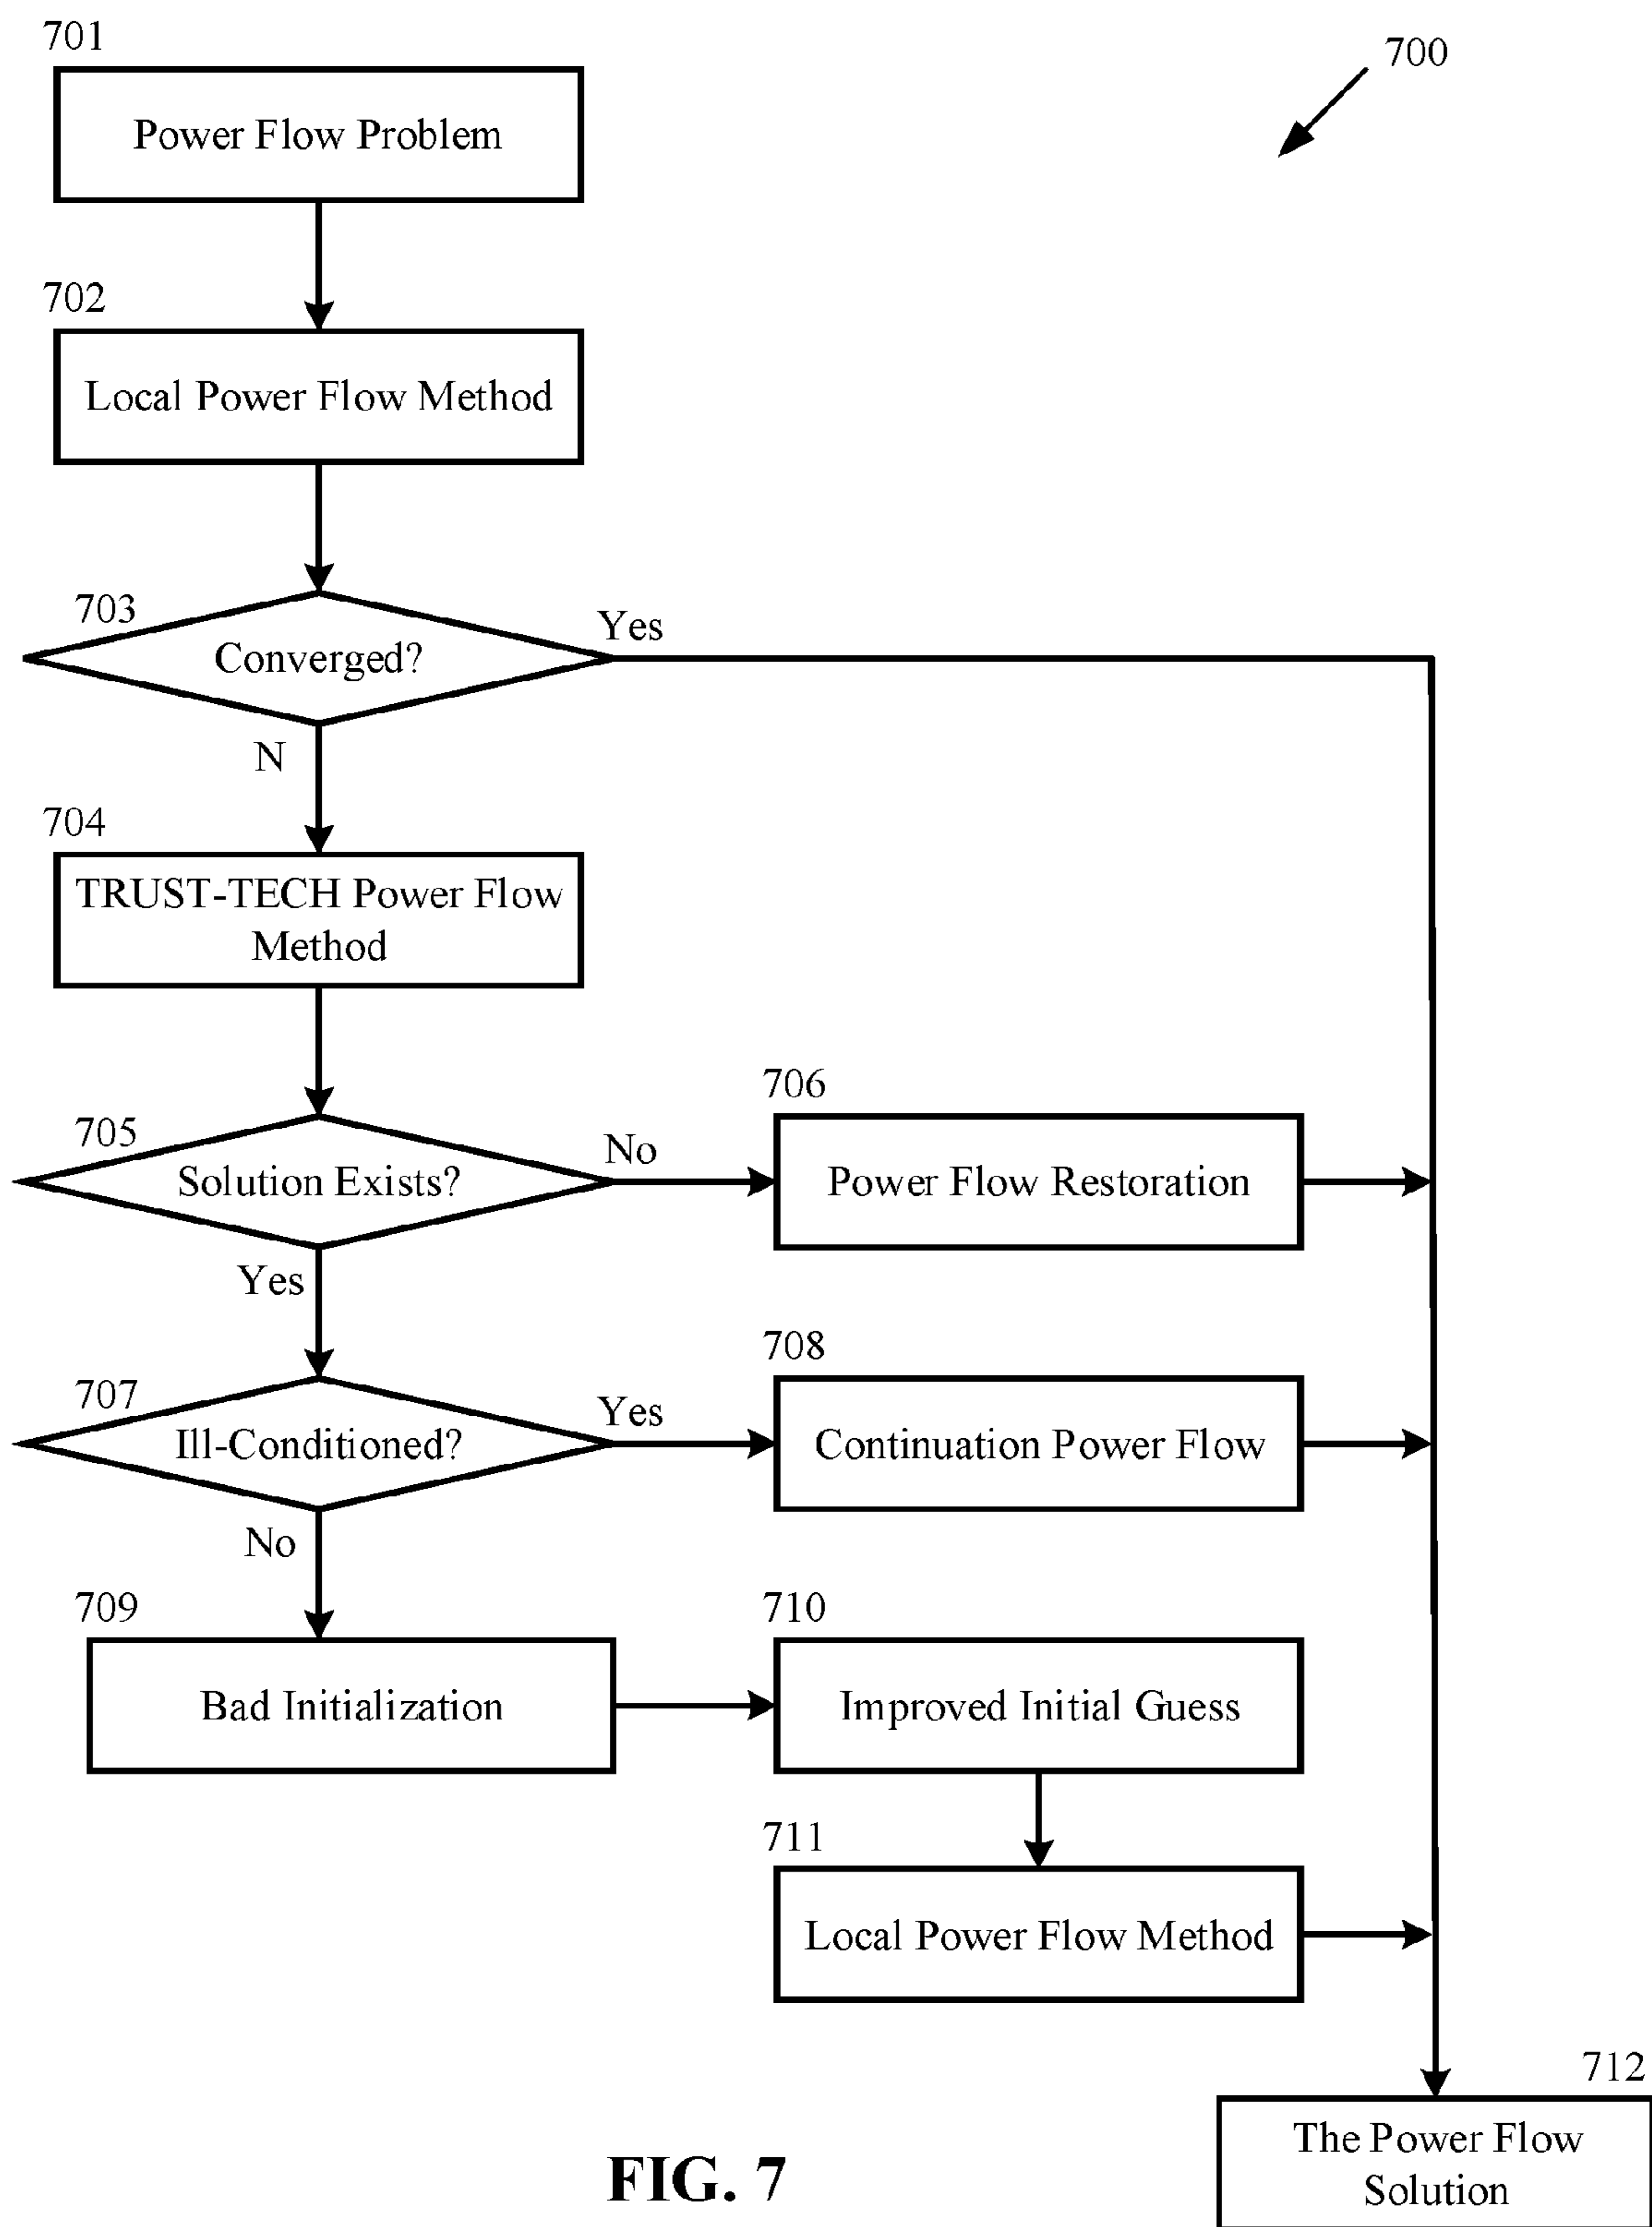 701
700
Power Flow Problem
702
Local Power Flow Method
703
Yes
Converged?
N
704
TRUST-TECH Power Flow
Method
706
705
No
Solution Exists?
Power Flow Restoration
Yes
708
707
Yes
Ill-Conditioned?
Continuation Power Flow
No
709
710
Bad Initialization
Improved Initial Guess
711
Local Power Flow Method
712
The Power Flow
Solution
FIG. 7